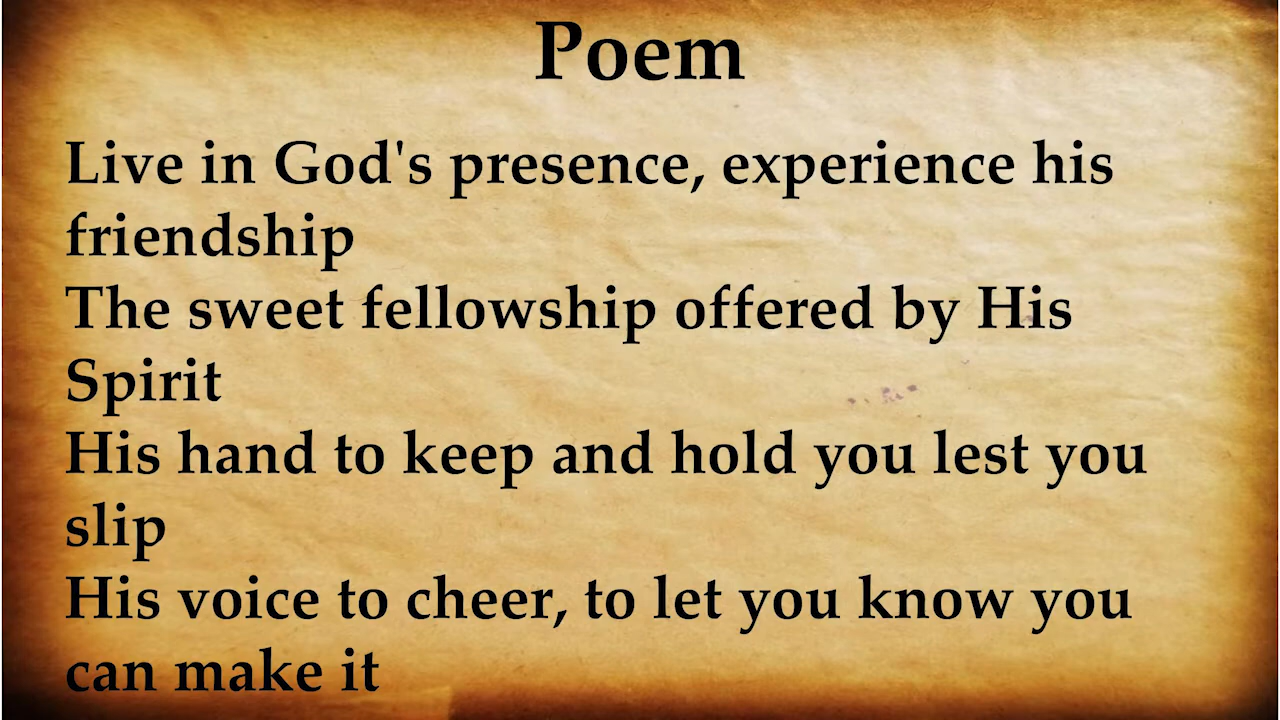 Poem
Live in God's presence, experience his
friendship
The sweet fellowship offered by His
Spirit
His hand to keep and hold you lest you
slip
His voice to cheer, to let you know you
can make it